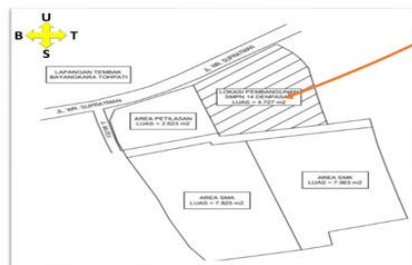 U
B T
S
JL. WR. SUPRATMAN
LAPANGAN TEMBAK
BAYANGKARA TOHPATI
LOKASI PEMBANGUNAN
SMPN 14 DENPASAR
LUAS = 4.727 m2
JL. WR. SUPRATMAN
AREA PETILASAN
LUAS = 3.623 m2
AREA SMK
LUAS = 7.963 m2
AREA SMA
LUAS = 7.625 m2